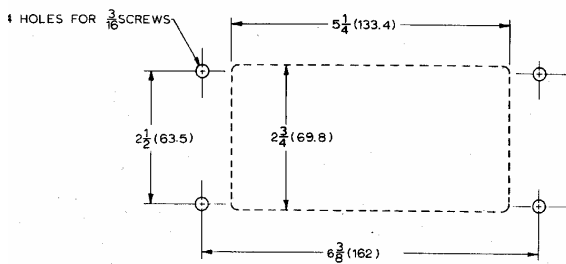 4 HOLES FOR 3/16 SCREWS
5 1/4 (133.4)
2 1/2 (63.5)
2 3/4 (69.8)
6 3/8 (162)